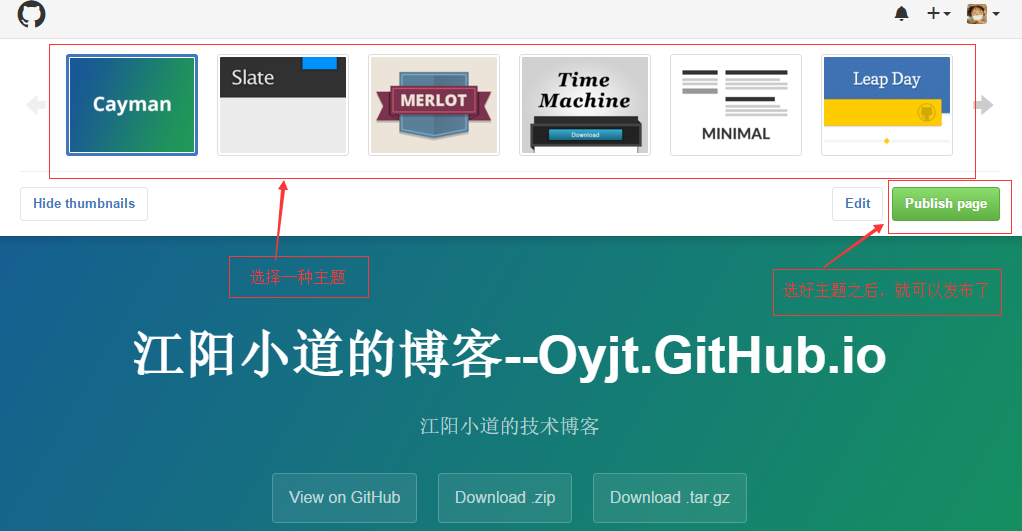 Cayman
Slate
MERLOT
Time
Machine
Download
MINIMAL
Leap Day
Hide thumbnails
Edit
Publish page
选择一种主题
选好主题之后、就可以发布了
江阳小道的博客--Oyjt.GitHub.io
江阳小道的技术博客
View on GitHub
Download .zip
Download .tar.gz